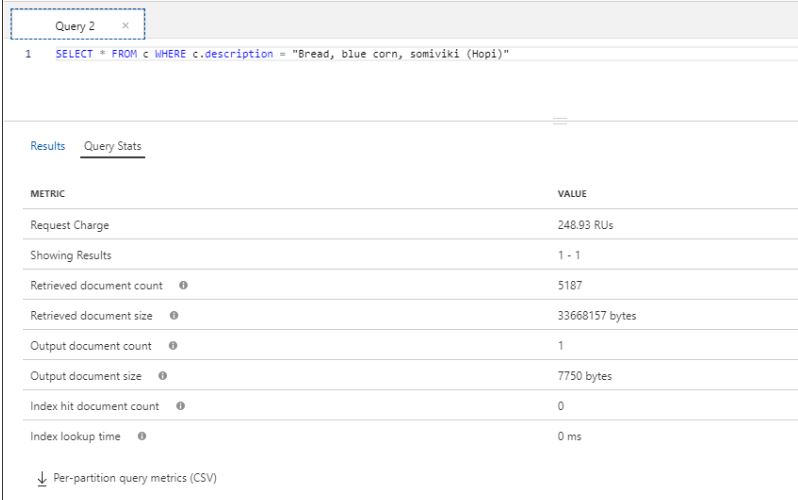 Query 2 ×
1 SELECT * FROM c WHERE c.description = "Bread, blue corn, somiviki (Hopi)"
Results Query Stats
METRIC VALUE
Request Charge 248.93 RUs
Showing Results 1 - 1
Retrieved document count 5187
Retrieved document size 33668157 bytes
Output document count 1
Output document size 7750 bytes
Index hit document count 0
Index lookup time 0 ms
Per-partition query metrics (CSV)